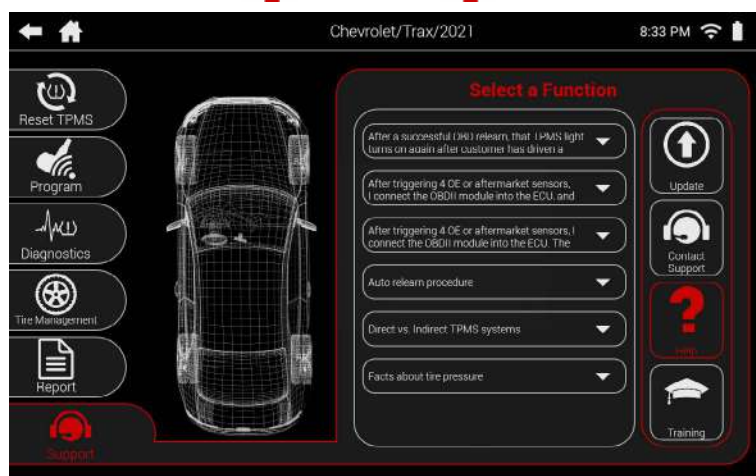 Chevrolet/Trax/2021
8:33 PM
Reset TPMS
Program
Diagnostics
Tire Management
Report
Support
Select a Function
After a successful OBD relearn, that TPMS light
turns on again after customer has driven a
After triggering 4 OE or aftermarket sensors,
I connect the OBDII module into the ECU. and
After triggering 4 OE or aftermarket sensors, I
connect the OBDII module into the ECU. The
Auto relearn procedure
Direct vs. Indirect TPMS systems
Facts about tire pressure
Update
Contact
Support
Training